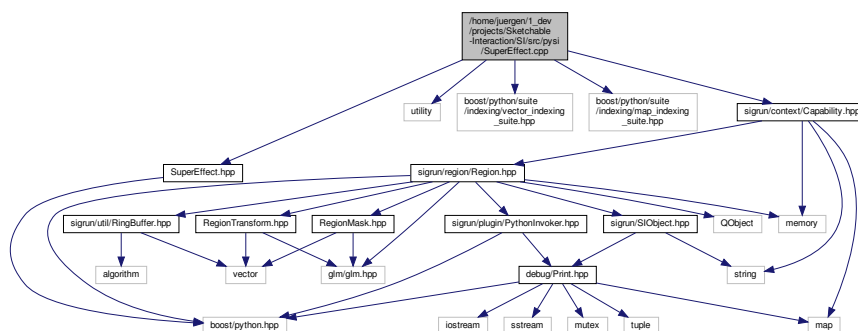 /home/juergen/1_dev
/projects/Sketchable
-Interaction/SI/src/pysi
/SuperEffect.cpp
utility
boost/python/suite
/indexing/vector_indexing
_suite.hpp
boost/python/suite
/indexing/map_indexing
_suite.hpp
sigrun/context/Capability.hpp
SuperEffect.hpp
sigrun/region/Region.hpp
sigrun/util/RingBuffer.hpp
RegionTransform.hpp
RegionMask.hpp
sigrun/plugin/PythonInvoker.hpp
sigrun/SIObject.hpp
QObject
memory
algorithm
vector
glm/glm.hpp
debug/Print.hpp
string
boost/python.hpp
iostream
sstream
mutex
tuple
map